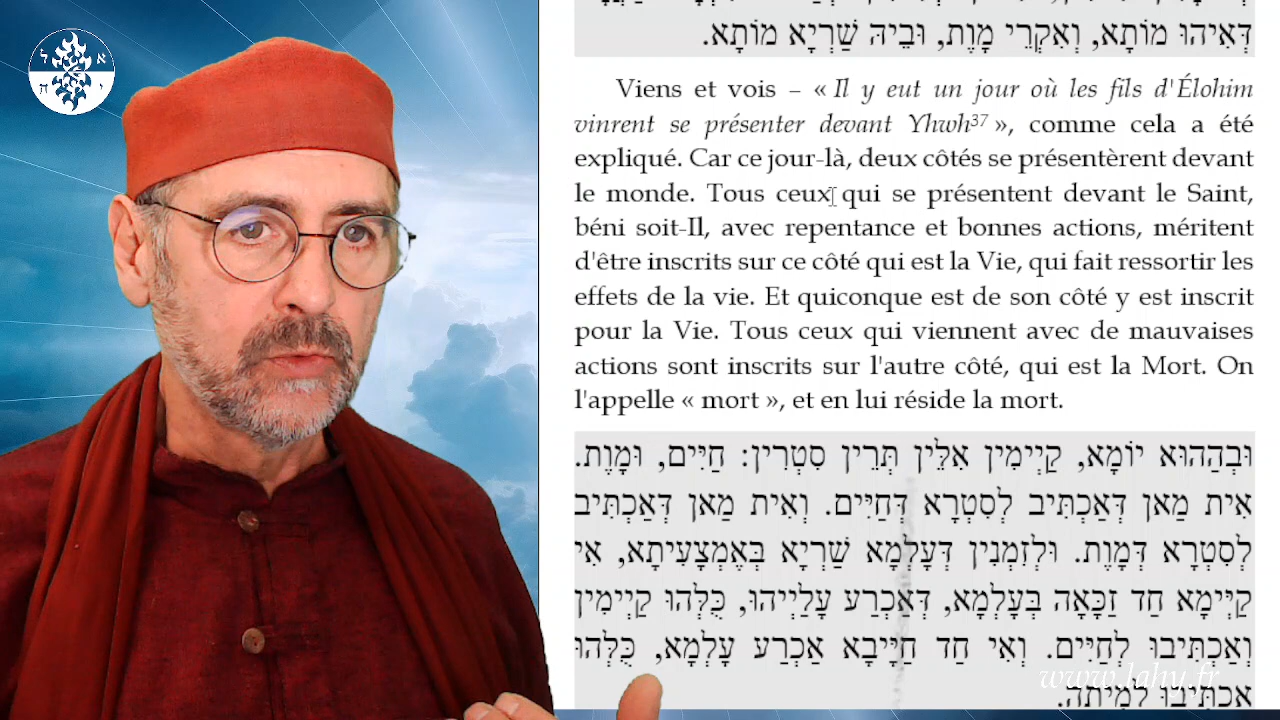 א ל
י ה
דְּאִיהוּ מוֹתָא, וְאִקְרֵי מָוֶת, וּבֵיהּ שַׁרְיָא מוֹתָא.
Viens et vois – « Il y eut un jour où les fils d'Élohim
vinrent se présenter devant Yhwh³⁷ », comme cela a été
expliqué. Car ce jour-là, deux côtés se présentèrent devant
le monde. Tous ceux qui se présentent devant le Saint,
béni soit-Il, avec repentance et bonnes actions, méritent
d'être inscrits sur ce côté qui est la Vie, qui fait ressortir les
effets de la vie. Et quiconque est de son côté y est inscrit
pour la Vie. Tous ceux qui viennent avec de mauvaises
actions sont inscrits sur l'autre côté, qui est la Mort. On
l'appelle « mort », et en lui réside la mort.
וּבְהַהוּא יוֹמָא, קַיְימִין אִלֵּין תְּרֵין סִטְרִין: חַיִּים, וּמָוֶת.
אִית מַאן דְּאַכְתִּיב לְסִטְרָא דְּחַיִּים. וְאִית מַאן דְּאַכְתִּיב
לְסִטְרָא דְּמָוֶת. וּלְזִמְנִין דְּעָלְמָא שַׁרְיָא בְּאֶמְצָעִיתָא, אִי
קַיְּימָא חַד זַכָּאָה בְּעָלְמָא, דְּאַכְרַע עָלַיְיהוּ, כֻּלְּהוּ קַיְימִין
וְאַכְתִּיבוּ לְחַיִּים. וְאִי חַד חַיָּיבָא אַכְרַע עָלְמָא, כֻּלְּהוּ
אִכְתִּיבוּ לְמִיתָה.
www.lahy.fr